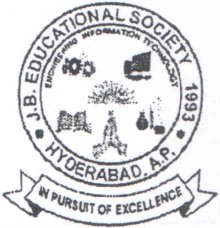 J.B. EDUCATIONAL SOCIETY 1993
ENGINEERING INFORMATION TECHNOLOGY
HYDERABAD, A.P.
IN PURSUIT OF EXCELLENCE